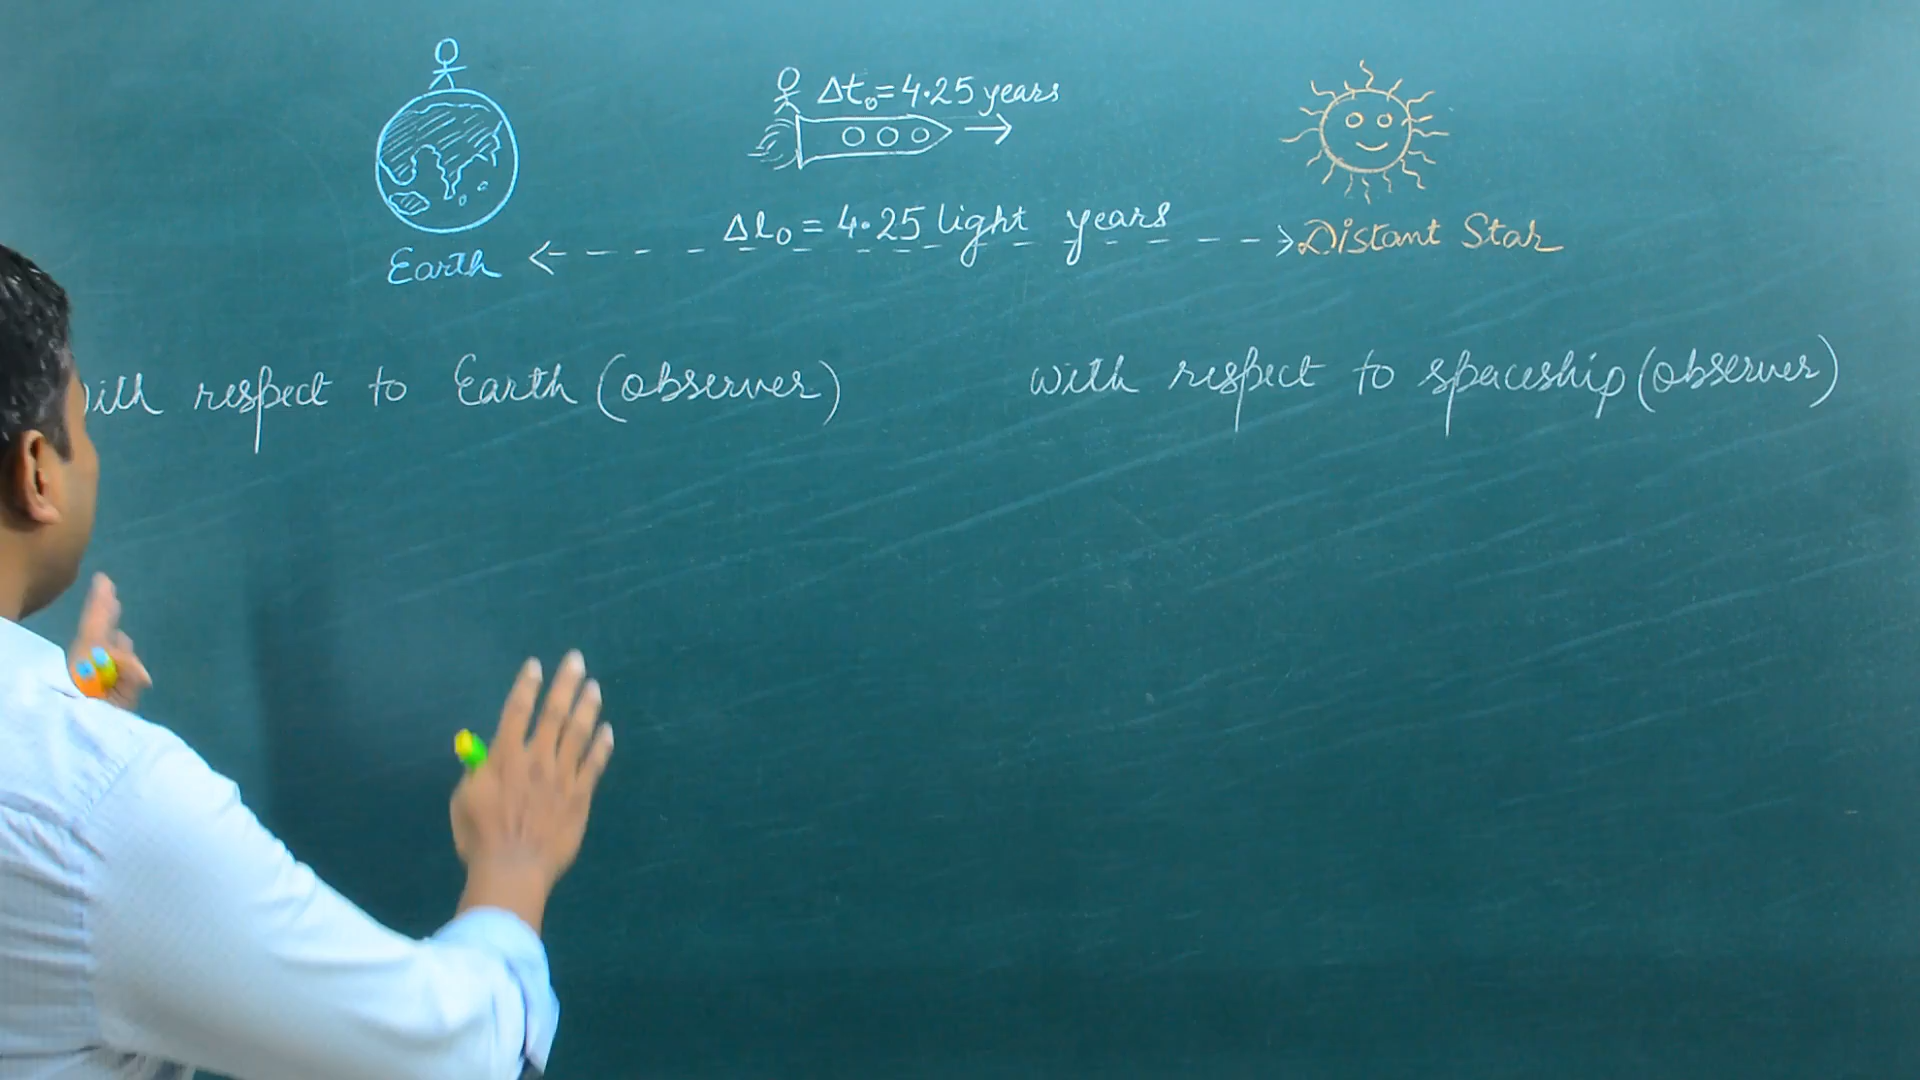 Δt₀ = 4.25 years
Δl₀ = 4.25 light years
Earth
Distant Star
respect to Earth (observer)
with respect to spaceship (observer)